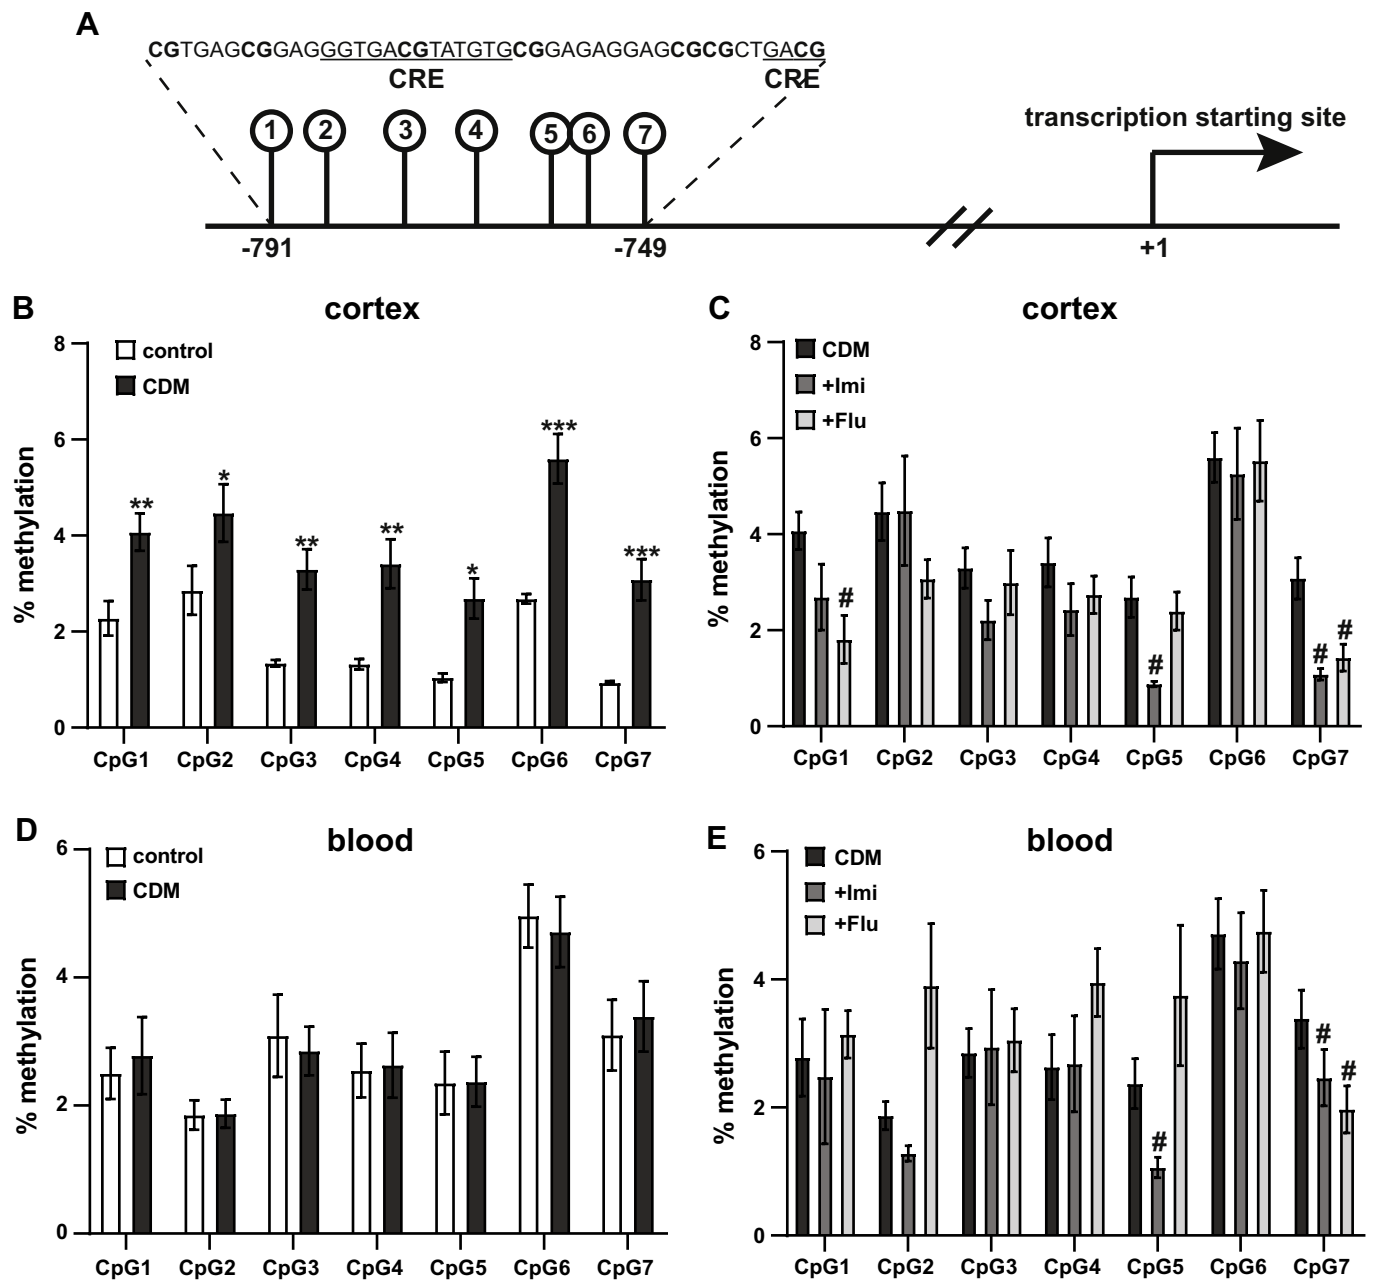 A
CGTGAGCGGAGGGTGACGTATGTGCGGAGAGGAGCGCGCTGACG
CRE CRE
1 2 3 4 5 6 7
transcription starting site
-791 -749 +1
B cortex
control
CDM
% methylation
8
6
4
2
0
** * ** ** * *** ***
CpG1 CpG2 CpG3 CpG4 CpG5 CpG6 CpG7
C cortex
CDM
+Imi
+Flu
% methylation
8
6
4
2
0
# # # #
CpG1 CpG2 CpG3 CpG4 CpG5 CpG6 CpG7
D blood
control
CDM
% methylation
6
4
2
0
CpG1 CpG2 CpG3 CpG4 CpG5 CpG6 CpG7
E blood
CDM
+Imi
+Flu
% methylation
6
4
2
0
# # #
CpG1 CpG2 CpG3 CpG4 CpG5 CpG6 CpG7